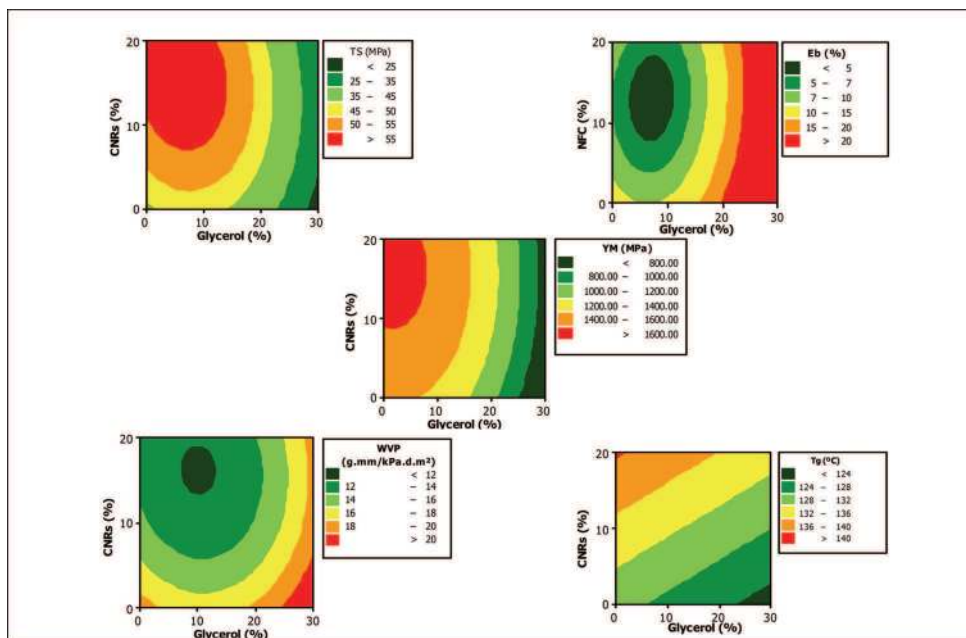 TS (MPa)
< 25
25 – 35
35 – 45
45 – 50
50 – 55
> 55
20
10
0
CNRs (%)
0 10 20 30
Glycerol (%)
Eb (%)
< 5
5 – 7
7 – 10
10 – 15
15 – 20
> 20
20
10
0
NFC (%)
0 10 20 30
Glycerol (%)
YM (MPa)
< 800.00
800.00 – 1000.00
1000.00 – 1200.00
1200.00 – 1400.00
1400.00 – 1600.00
> 1600.00
20
10
0
CNRs (%)
0 10 20 30
Glycerol (%)
WVP
(g.mm/kPa.d.m²)
< 12
12 – 14
14 – 16
16 – 18
18 – 20
> 20
20
10
0
CNRs (%)
0 10 20 30
Glycerol (%)
Tg (ºC)
< 124
124 – 128
128 – 132
132 – 136
136 – 140
> 140
20
10
0
CNRs (%)
0 10 20 30
Glycerol (%)